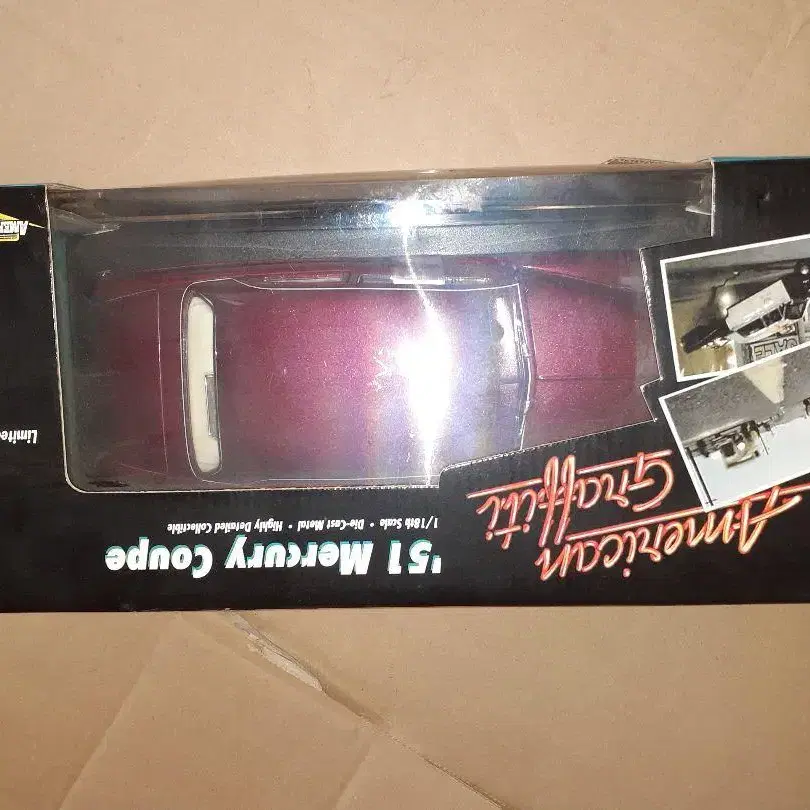 American
Graffiti
'51 Mercury Coupe
1/18th Scale • Die-Cast Metal • Highly Detailed Collectible